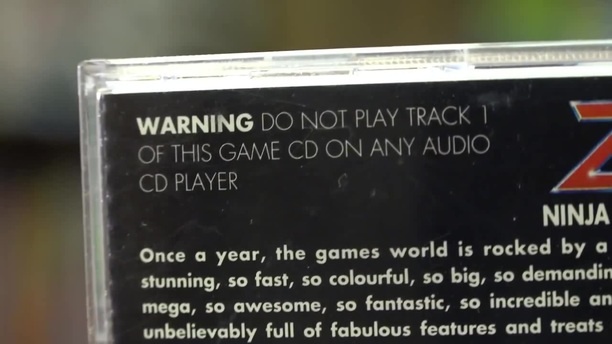 WARNING DO NOT PLAY TRACK 1
OF THIS GAME CD ON ANY AUDIO
CD PLAYER
Z
NINJA
Once a year, the games world is rocked by a
stunning, so fast, so colourful, so big, so demandin
mega, so awesome, so fantastic, so incredible an
unbelievably full of fabulous features and treats